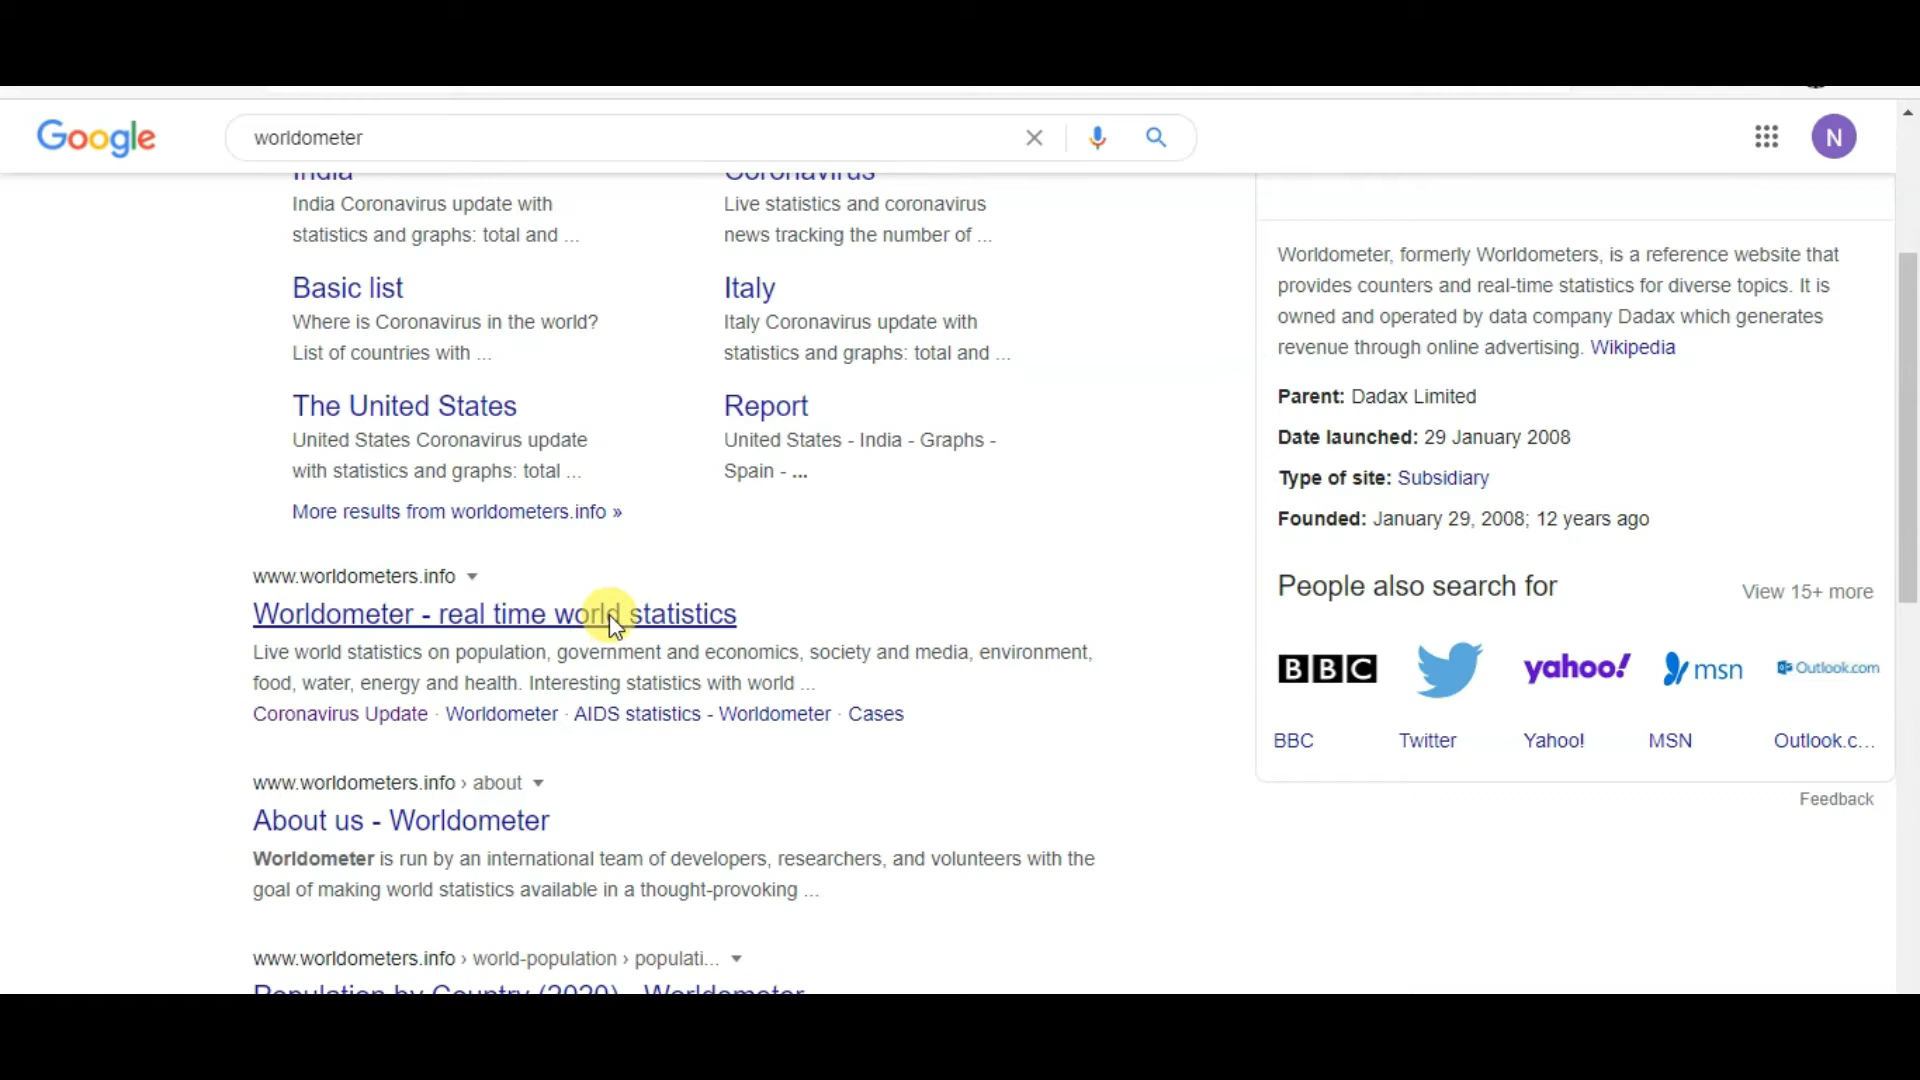 Google
worldometer
N
India
Coronavirus
India Coronavirus update with
statistics and graphs: total and ...
Live statistics and coronavirus
news tracking the number of ...
Basic list
Where is Coronavirus in the world?
List of countries with ...
Italy
Italy Coronavirus update with
statistics and graphs: total and ...
The United States
United States Coronavirus update
with statistics and graphs: total ...
Report
United States - India - Graphs -
Spain - ...
More results from worldometers.info »
www.worldometers.info
Worldometer - real time world statistics
Live world statistics on population, government and economics, society and media, environment,
food, water, energy and health. Interesting statistics with world ...
Coronavirus Update · Worldometer · AIDS statistics - Worldometer · Cases
www.worldometers.info › about
About us - Worldometer
Worldometer is run by an international team of developers, researchers, and volunteers with the
goal of making world statistics available in a thought-provoking ...
www.worldometers.info › world-population › populati...
Population by Country (2020) - Worldometer
Worldometer, formerly Worldometers, is a reference website that
provides counters and real-time statistics for diverse topics. It is
owned and operated by data company Dadax which generates
revenue through online advertising. Wikipedia
Parent: Dadax Limited
Date launched: 29 January 2008
Type of site: Subsidiary
Founded: January 29, 2008; 12 years ago
People also search for
View 15+ more
BBC
yahoo!
msn
Outlook.com
BBC
Twitter
Yahoo!
MSN
Outlook.c...
Feedback